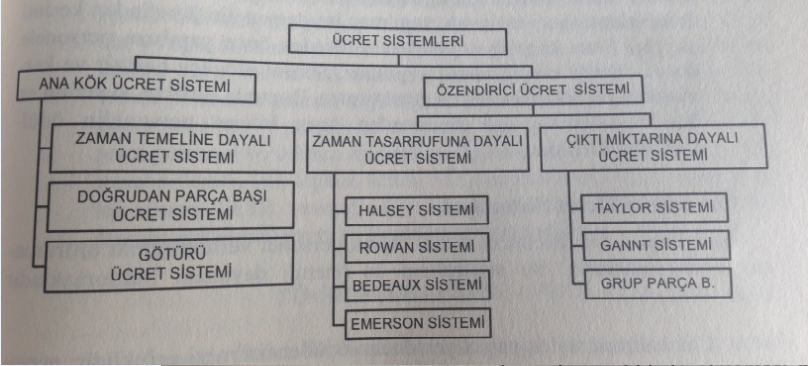 ÜCRET SİSTEMLERİ
ANA KÖK ÜCRET SİSTEMİ
ÖZENDİRİCİ ÜCRET SİSTEMİ
ZAMAN TEMELİNE DAYALI
ÜCRET SİSTEMİ
DOĞRUDAN PARÇA BAŞI
ÜCRET SİSTEMİ
GÖTÜRÜ
ÜCRET SİSTEMİ
ZAMAN TASARRUFUNA DAYALI
ÜCRET SİSTEMİ
HALSEY SİSTEMİ
ROWAN SİSTEMİ
BEDEAUX SİSTEMİ
EMERSON SİSTEMİ
ÇIKTI MİKTARINA DAYALI
ÜCRET SİSTEMİ
TAYLOR SİSTEMİ
GANNT SİSTEMİ
GRUP PARÇA B.